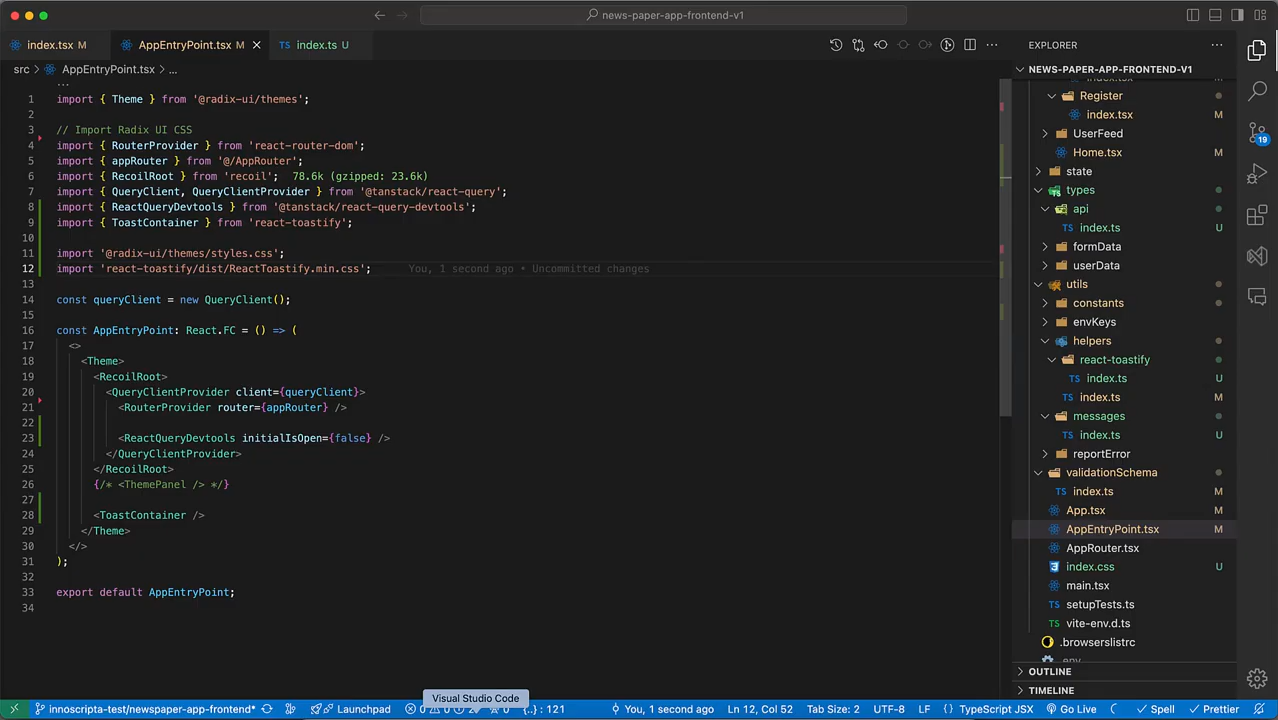 news-paper-app-frontend-v1
index.tsx M
AppEntryPoint.tsx M
TS index.ts U
src > AppEntryPoint.tsx > ...
...
1 import { Theme } from '@radix-ui/themes';
2
3 // Import Radix UI CSS
4 import { RouterProvider } from 'react-router-dom';
5 import { appRouter } from '@/AppRouter';
6 import { RecoilRoot } from 'recoil'; 78.6k (gzipped: 23.6k)
7 import { QueryClient, QueryClientProvider } from '@tanstack/react-query';
8 import { ReactQueryDevtools } from '@tanstack/react-query-devtools';
9 import { ToastContainer } from 'react-toastify';
10
11 import '@radix-ui/themes/styles.css';
12 import 'react-toastify/dist/ReactToastify.min.css'; You, 1 second ago • Uncommitted changes
13
14 const queryClient = new QueryClient();
15
16 const AppEntryPoint: React.FC = () => (
17 <>
18 <Theme>
19 <RecoilRoot>
20 <QueryClientProvider client={queryClient}>
21 <RouterProvider router={appRouter} />
22
23 <ReactQueryDevtools initialIsOpen={false} />
24 </QueryClientProvider>
25 </RecoilRoot>
26 {/* <ThemePanel /> */}
27
28 <ToastContainer />
29 </Theme>
30 </>
31 );
32
33 export default AppEntryPoint;
34
EXPLORER
NEWS-PAPER-APP-FRONTEND-V1
index.tsx
Register
index.tsx M
UserFeed
Home.tsx M
state
types
api
TS index.ts U
formData
userData
utils
constants
envKeys
helpers
react-toastify
TS index.ts U
TS index.ts M
messages
TS index.ts U
reportError
validationSchema
TS index.ts M
App.tsx M
AppEntryPoint.tsx M
AppRouter.tsx
index.css U
main.tsx
TS setupTests.ts
TS vite-env.d.ts
.browserslistrc
.env
OUTLINE
TIMELINE
19
Visual Studio Code
innoscripta-test/newspaper-app-frontend*
Launchpad
0
0
{..} : 121
You, 1 second ago
Ln 12, Col 52
Tab Size: 2
UTF-8
LF
{} TypeScript JSX
Go Live
Spell
Prettier